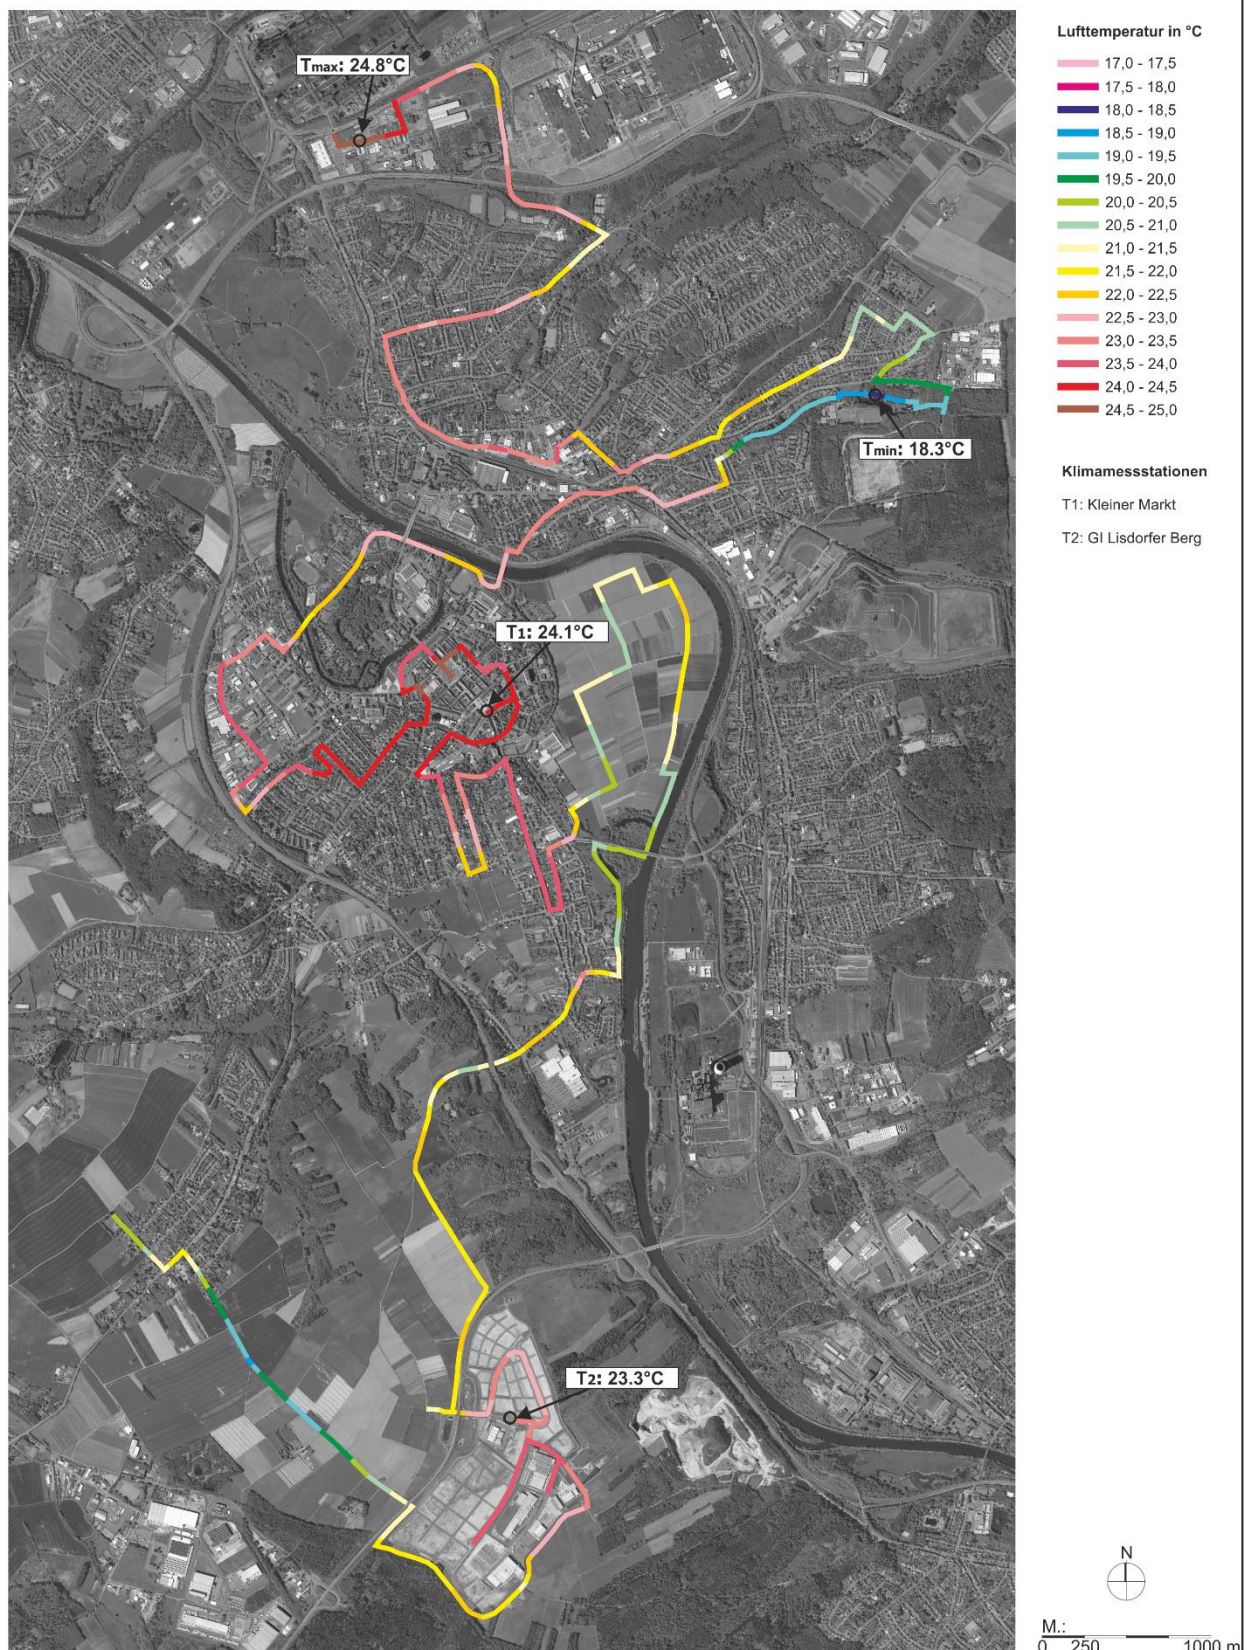 Lufttemperatur in °C
17,0 - 17,5
17,5 - 18,0
18,0 - 18,5
18,5 - 19,0
19,0 - 19,5
19,5 - 20,0
20,0 - 20,5
20,5 - 21,0
21,0 - 21,5
21,5 - 22,0
22,0 - 22,5
22,5 - 23,0
23,0 - 23,5
23,5 - 24,0
24,0 - 24,5
24,5 - 25,0
Klimamessstationen
T1: Kleiner Markt
T2: GI Lisdorfer Berg
Tmax: 24.8°C
Tmin: 18.3°C
T1: 24.1°C
T2: 23.3°C
N
M.:
0 250 1000 m